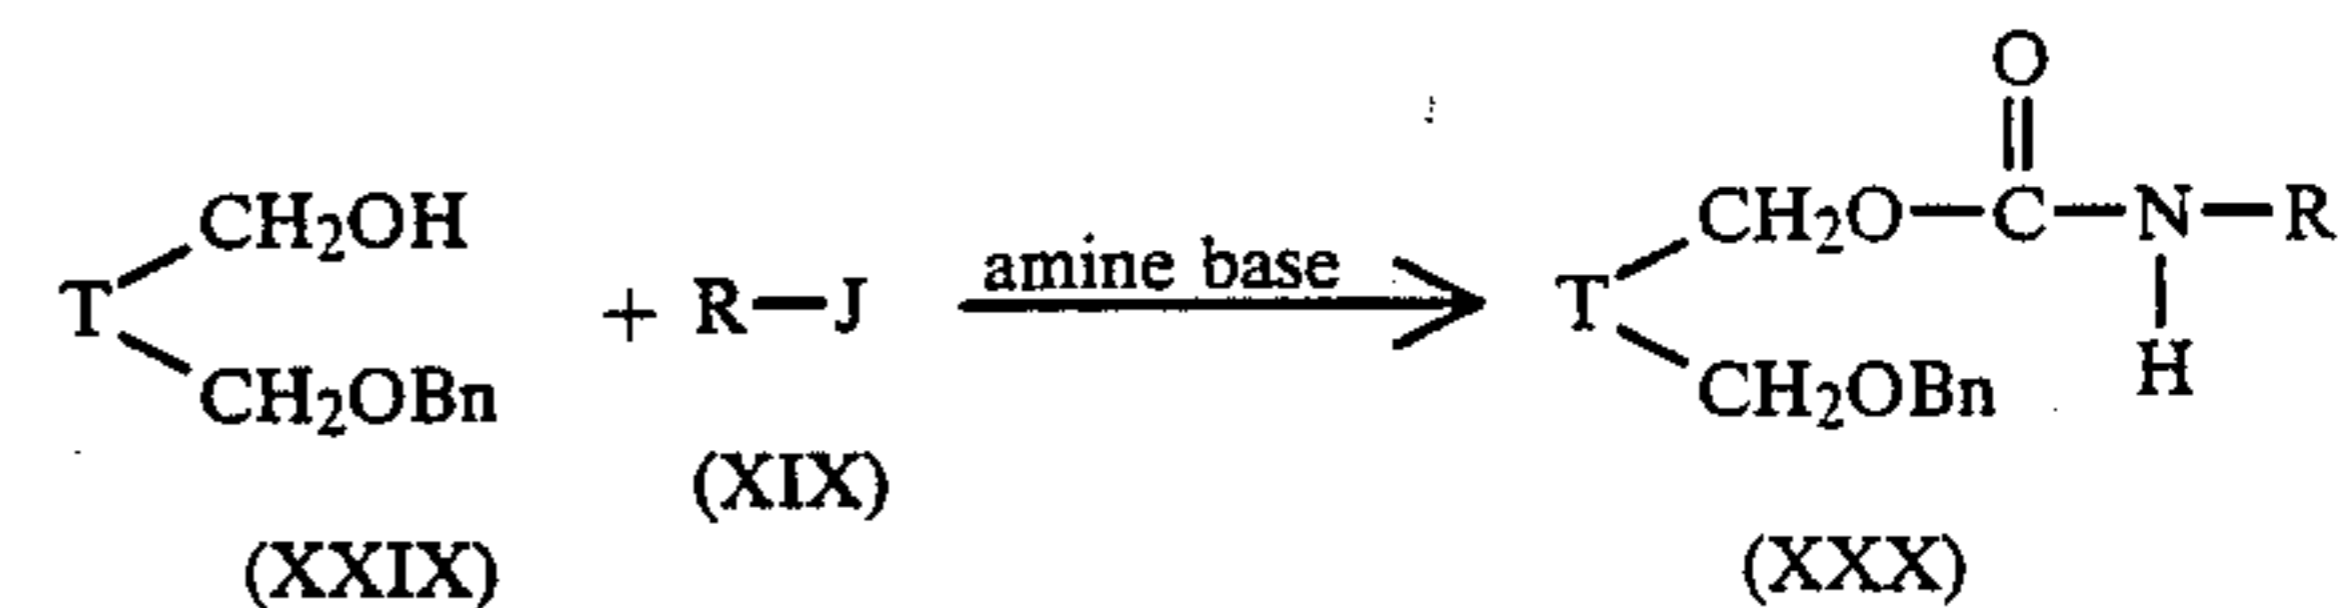 O
CH₂OH
CH₂O—C—N—R
amine base
T
+ R—J
T
H
CH₂OBn
CH₂OBn
(XIX)
(XXIX)
(XXX)